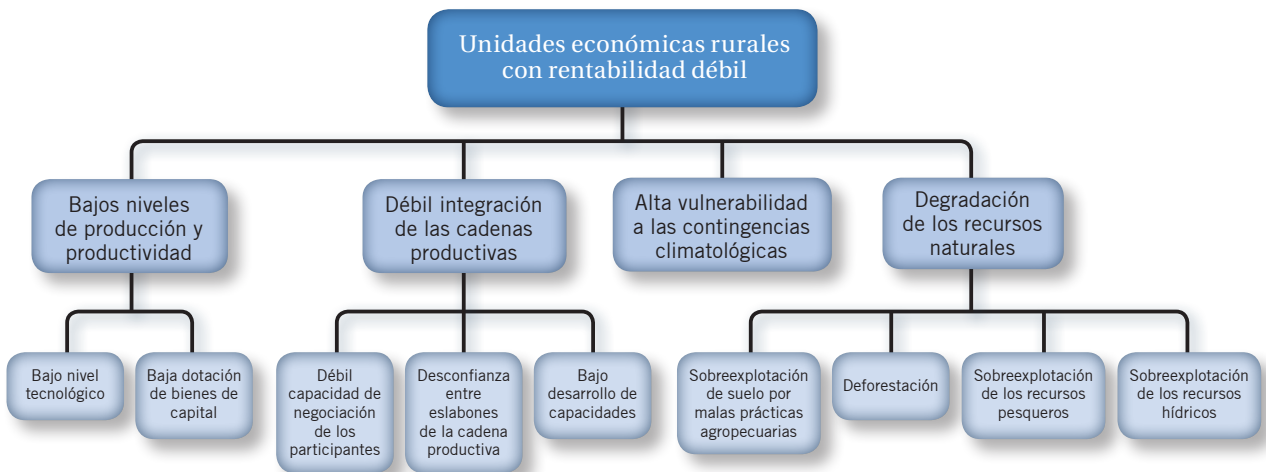 Unidades económicas rurales
con rentabilidad débil
Bajos niveles
de producción y
productividad
Débil integración
de las cadenas
productivas
Alta vulnerabilidad
a las contingencias
climatológicas
Degradación
de los recursos
naturales
Bajo nivel
tecnológico
Baja dotación
de bienes de
capital
Débil
capacidad de
negociación
de los
participantes
Desconfianza
entre
eslabones
de la cadena
productiva
Bajo
desarrollo de
capacidades
Sobreexplotación
de suelo por
malas prácticas
agropecuarias
Deforestación
Sobreexplotación
de los recursos
pesqueros
Sobreexplotación
de los recursos
hídricos